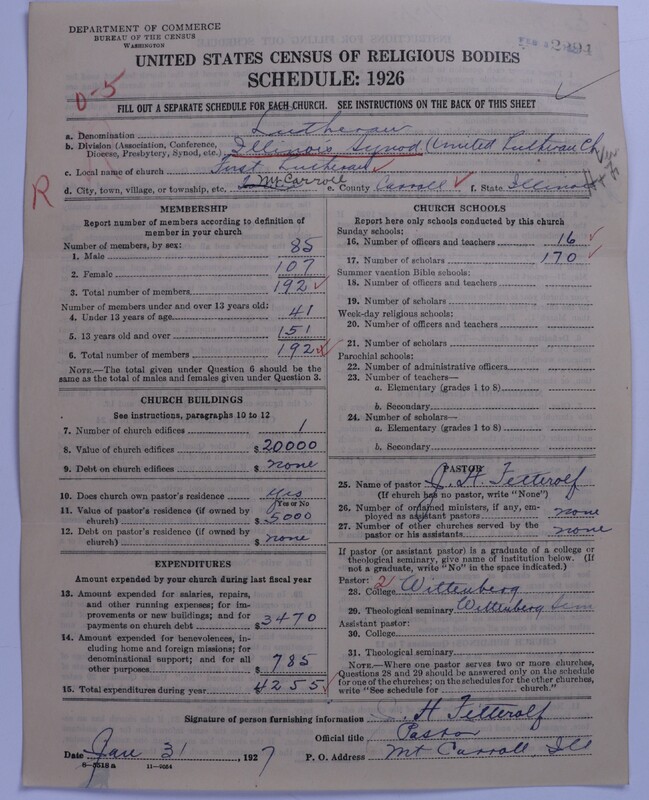 DEPARTMENT OF COMMERCE
BUREAU OF THE CENSUS
WASHINGTON
UNITED STATES CENSUS OF RELIGIOUS BODIES
SCHEDULE: 1926
0-5
FILL OUT A SEPARATE SCHEDULE FOR EACH CHURCH. SEE INSTRUCTIONS ON THE BACK OF THIS SHEET
a. Denomination Lutheran
b. Division (Association, Conference, Diocese, Presbytery, Synod, etc.) Illinois Synod (United Lutheran Ch
c. Local name of church First Lutheran
R
d. City, town, village, or township, etc. Mt Carroll e. County Carroll f. State Illinois
MEMBERSHIP
Report number of members according to definition of
member in your church
Number of members, by sex:
1. Male 85
2. Female 107
3. Total number of members 192
Number of members under and over 13 years old:
4. Under 13 years of age 41
5. 13 years old and over 151
6. Total number of members 192
NOTE.—The total given under Question 6 should be
same as the total of males and females given under Question 3.
CHURCH BUILDINGS
See instructions, paragraphs 10 to 12
7. Number of church edifices 1
8. Value of church edifices $ 20000
9. Debt on church edifices $ none
10. Does church own pastor's residence Yes
(Yes or No
11. Value of pastor's residence (if owned by
church) $ 5000
12. Debt on pastor's residence (if owned by
church) $ none
EXPENDITURES
Amount expended by your church during last fiscal year
13. Amount expended for salaries, repairs,
and other running expenses; for im-
provements or new buildings; and for
payments on church debt $ 3470
14. Amount expended for benevolences,
including home and foreign missions; for
denominational support; and for all
other purposes $ 785
15. Total expenditures during year $ 4255
CHURCH SCHOOLS
Report here only schools conducted by this church
Sunday schools:
16. Number of officers and teachers 16
17. Number of scholars 170
Summer vacation Bible schools:
18. Number of officers and teachers
19. Number of scholars
Week-day religious schools:
20. Number of officers and teachers
21. Number of scholars
Parochial schools:
22. Number of administrative officers
23. Number of teachers—
a. Elementary (grades 1 to 8)
b. Secondary
24. Number of scholars—
a. Elementary (grades 1 to 8)
b. Secondary
PASTOR
25. Name of pastor J. H. Fetterolf
(If church has no pastor, write "None")
26. Number of ordained ministers, if any, em-
ployed as assistant pastors none
27. Number of other churches served by the
pastor or his assistants none
If pastor (or assistant pastor) is a graduate of a college or
theological seminary, give name of institution below. (If
not a graduate, write "No" in the space indicated.)
Pastor: 2
28. College Wittenberg
29. Theological seminary Wittenberg Sem
Assistant pastor:
30. College
31. Theological seminary
NOTE.—Where one pastor serves two or more churches,
Questions 28 and 29 should be answered only on the schedule
for one of the churches; on the schedules for the other churches,
write "See schedule for church."
Signature of person furnishing information J. H. Fetterolf
Official title Pastor
Date Jan 31, 1927 P. O. Address Mt Carroll, Ill
8-5518a 11-9084